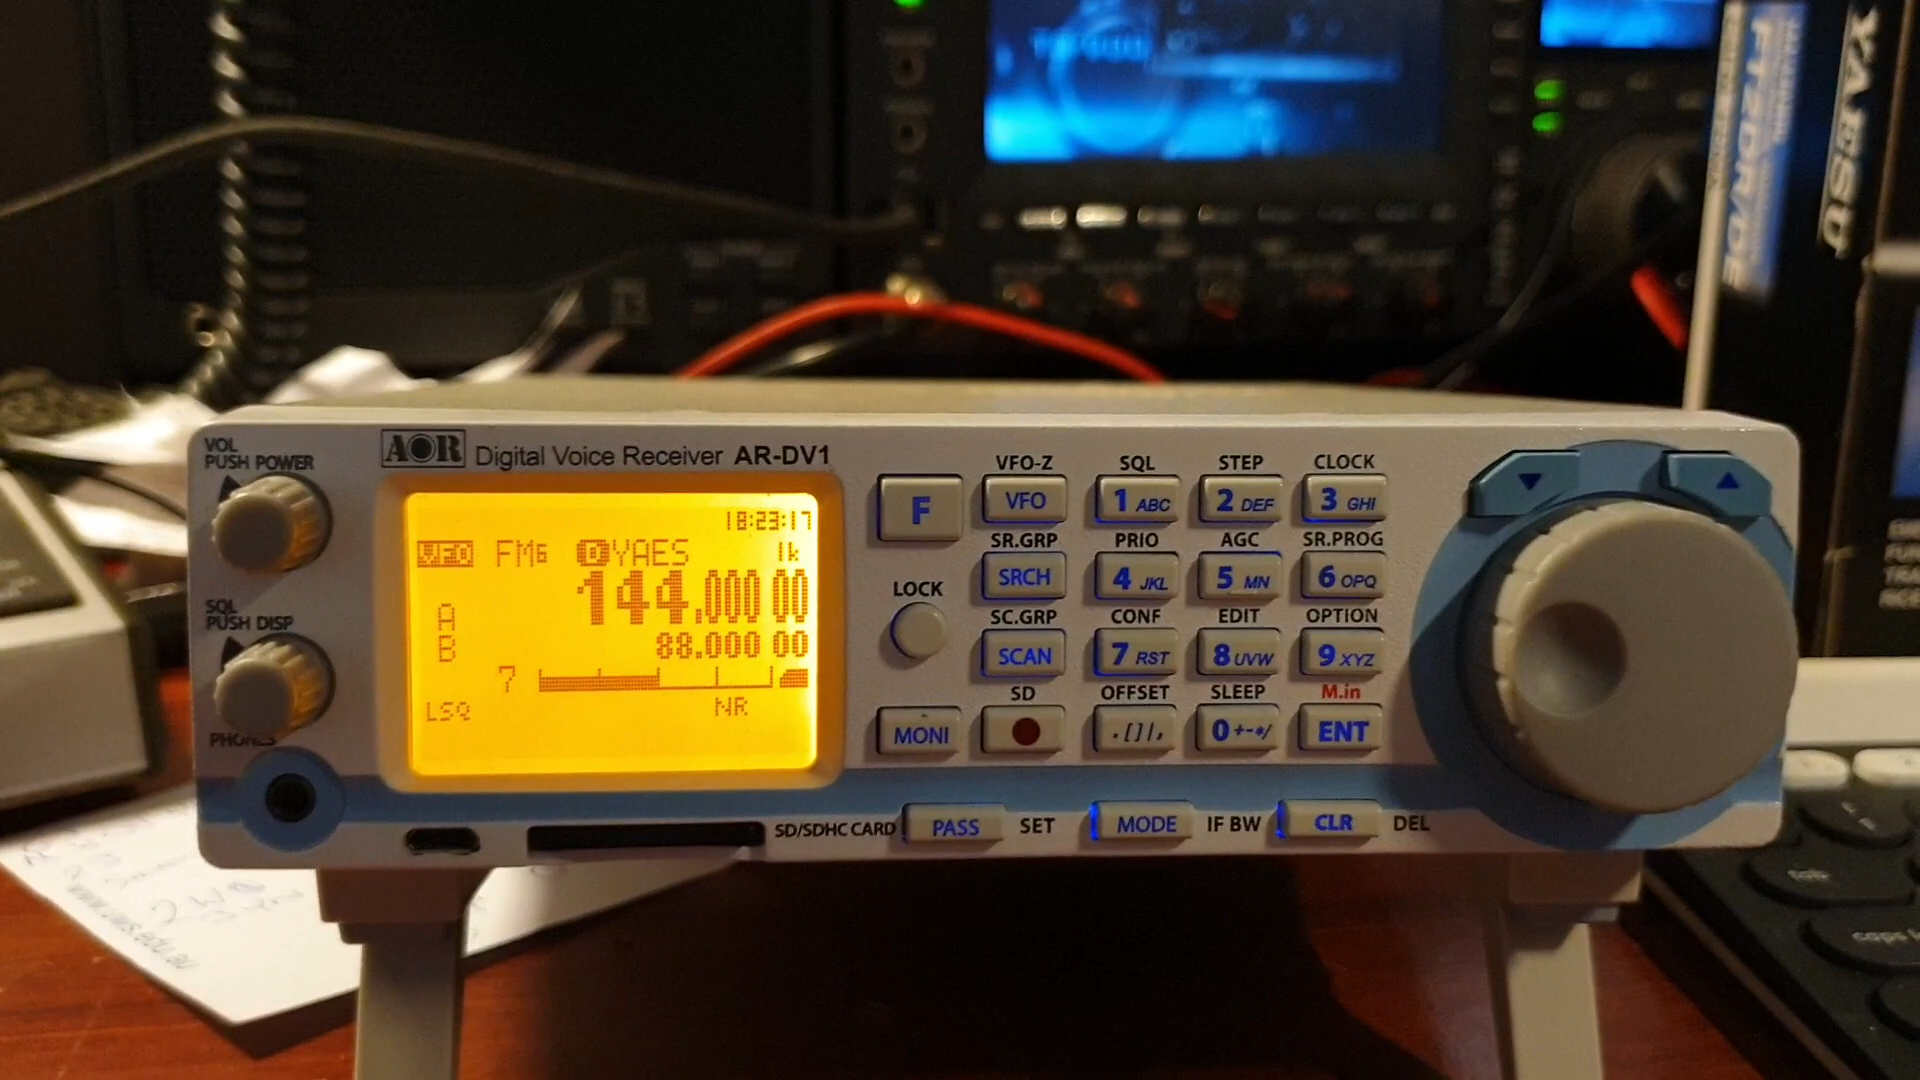 YAESU
FT2DR/DE
VOL
PUSH POWER
AOR Digital Voice Receiver AR-DV1
18:23:17
VFO FM6 D YAES 1k
144.000 00
A
B 88.000 00
7
LSQ NR
SQL
PUSH DISP
PHONES
F
LOCK
MONI
VFO-Z SQL STEP CLOCK
VFO 1 ABC 2 DEF 3 GHI
SR.GRP PRIO AGC SR.PROG
SRCH 4 JKL 5 MN 6 OPQ
SC.GRP CONF EDIT OPTION
SCAN 7 RST 8 UVW 9 XYZ
SD OFFSET SLEEP M.in
.[]|, 0 +-*/ ENT
SD/SDHC CARD PASS SET MODE IF BW CLR DEL
tab
caps